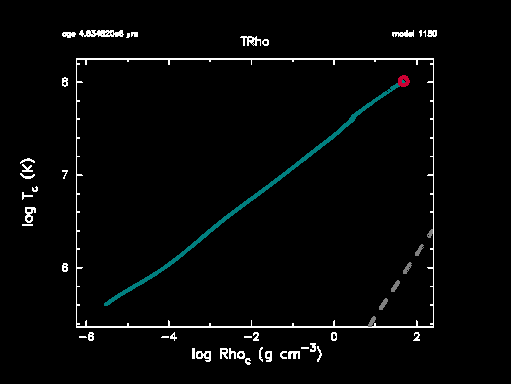 age 4.634620e6 yrs
TRho
model 1180
log T_c (K)
8
7
6
-6
-4
-2
0
2
log Rho_c (g cm^-3)